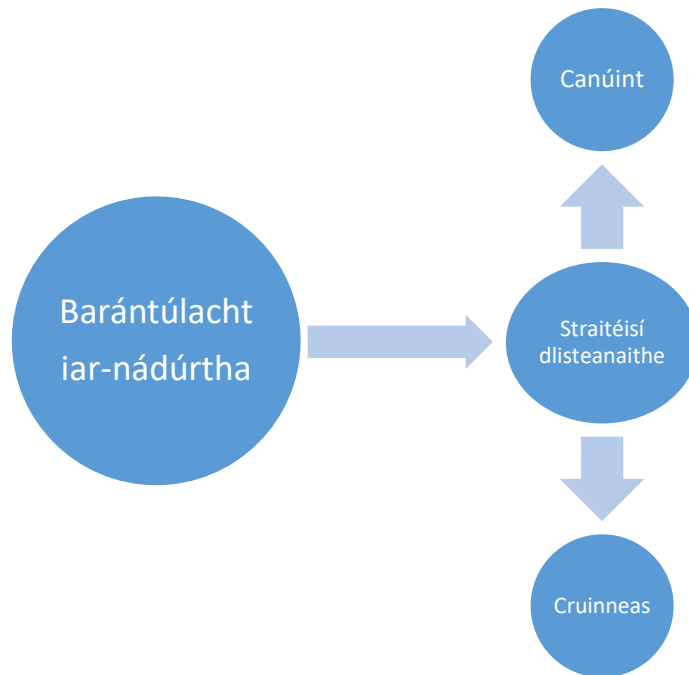 Canúint
Barántúlacht
iar-nádúrtha
Straitéisí
dlisteanaithe
Cruinneas